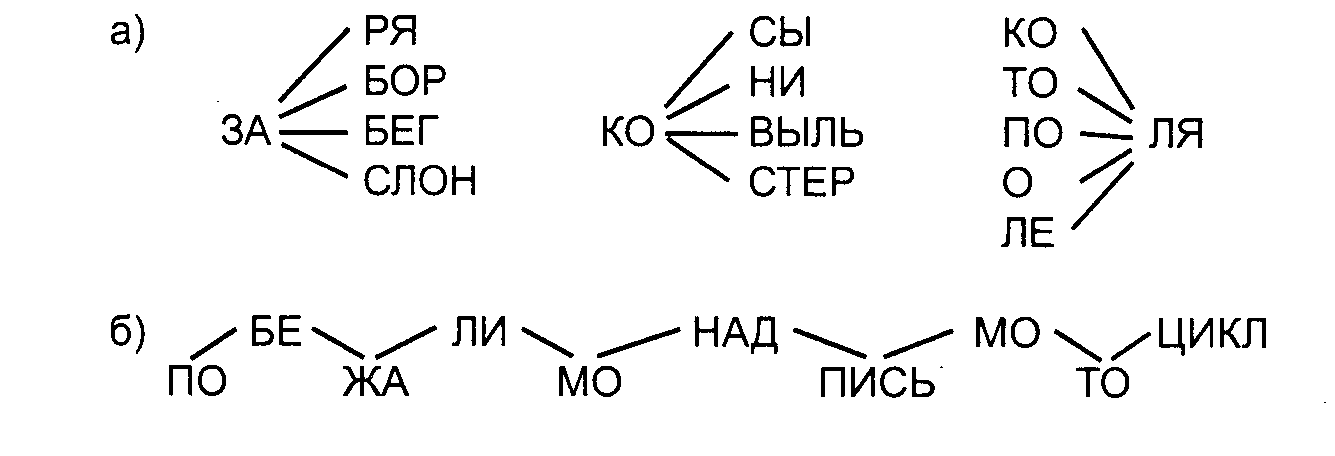 а) РЯ СЫ КО
БОР НИ ТО
ЗА БЕГ КО ВЫЛЬ ПО ЛЯ
СЛОН СТЕР О
ЛЕ
б) БЕ ЛИ НАД МО ЦИКЛ
ПО ЖА МО ПИСЬ ТО